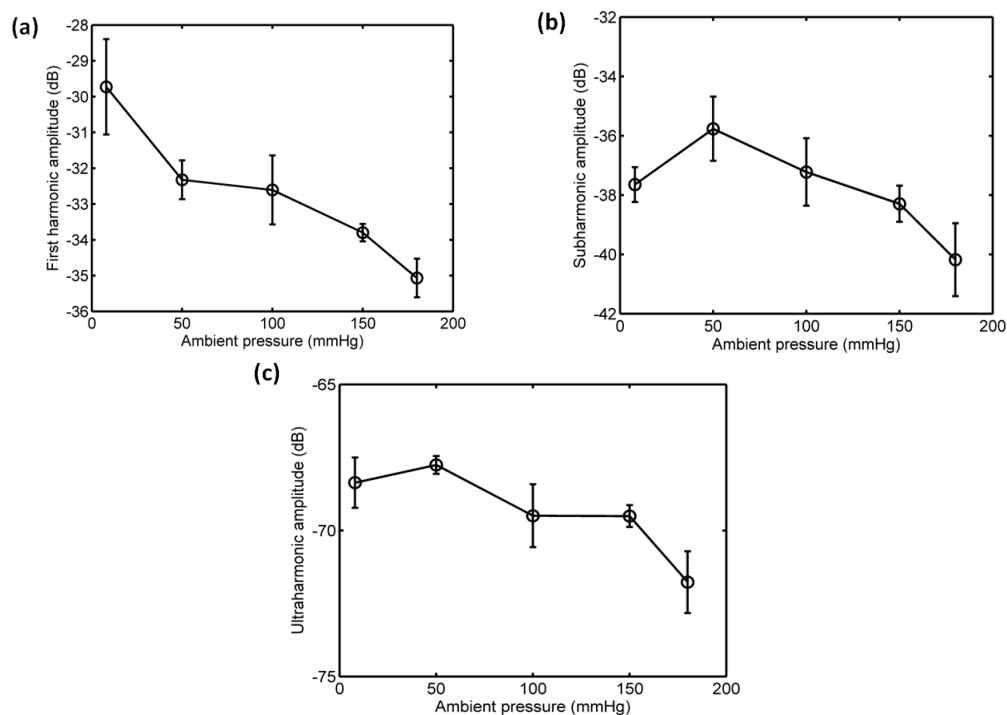 (a)
First harmonic amplitude (dB)
-28
-29
-30
-31
-32
-33
-34
-35
-36
0 50 100 150 200
Ambient pressure (mmHg)
(b)
Subharmonic amplitude (dB)
-32
-34
-36
-38
-40
-42
0 50 100 150 200
Ambient pressure (mmHg)
(c)
Ultraharmonic amplitude (dB)
-65
-70
-75
0 50 100 150 200
Ambient pressure (mmHg)